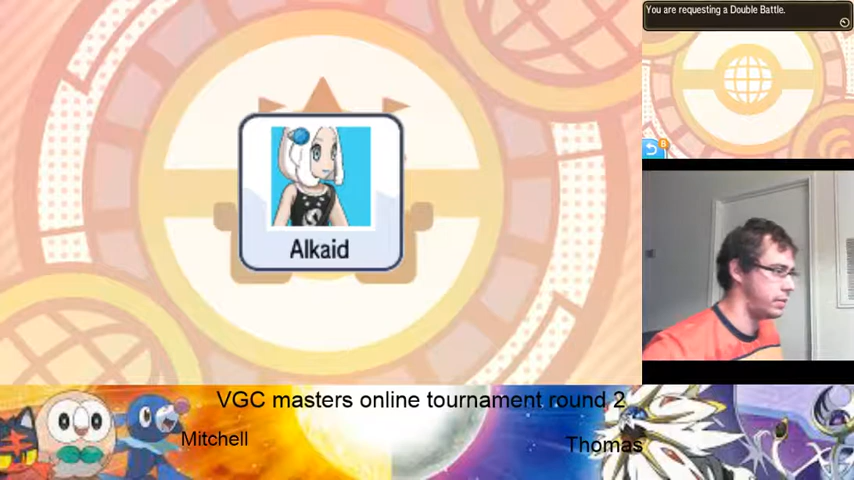 You are requesting a Double Battle.
B
Alkaid
VGC masters online tournament round 2
Mitchell
Thomas